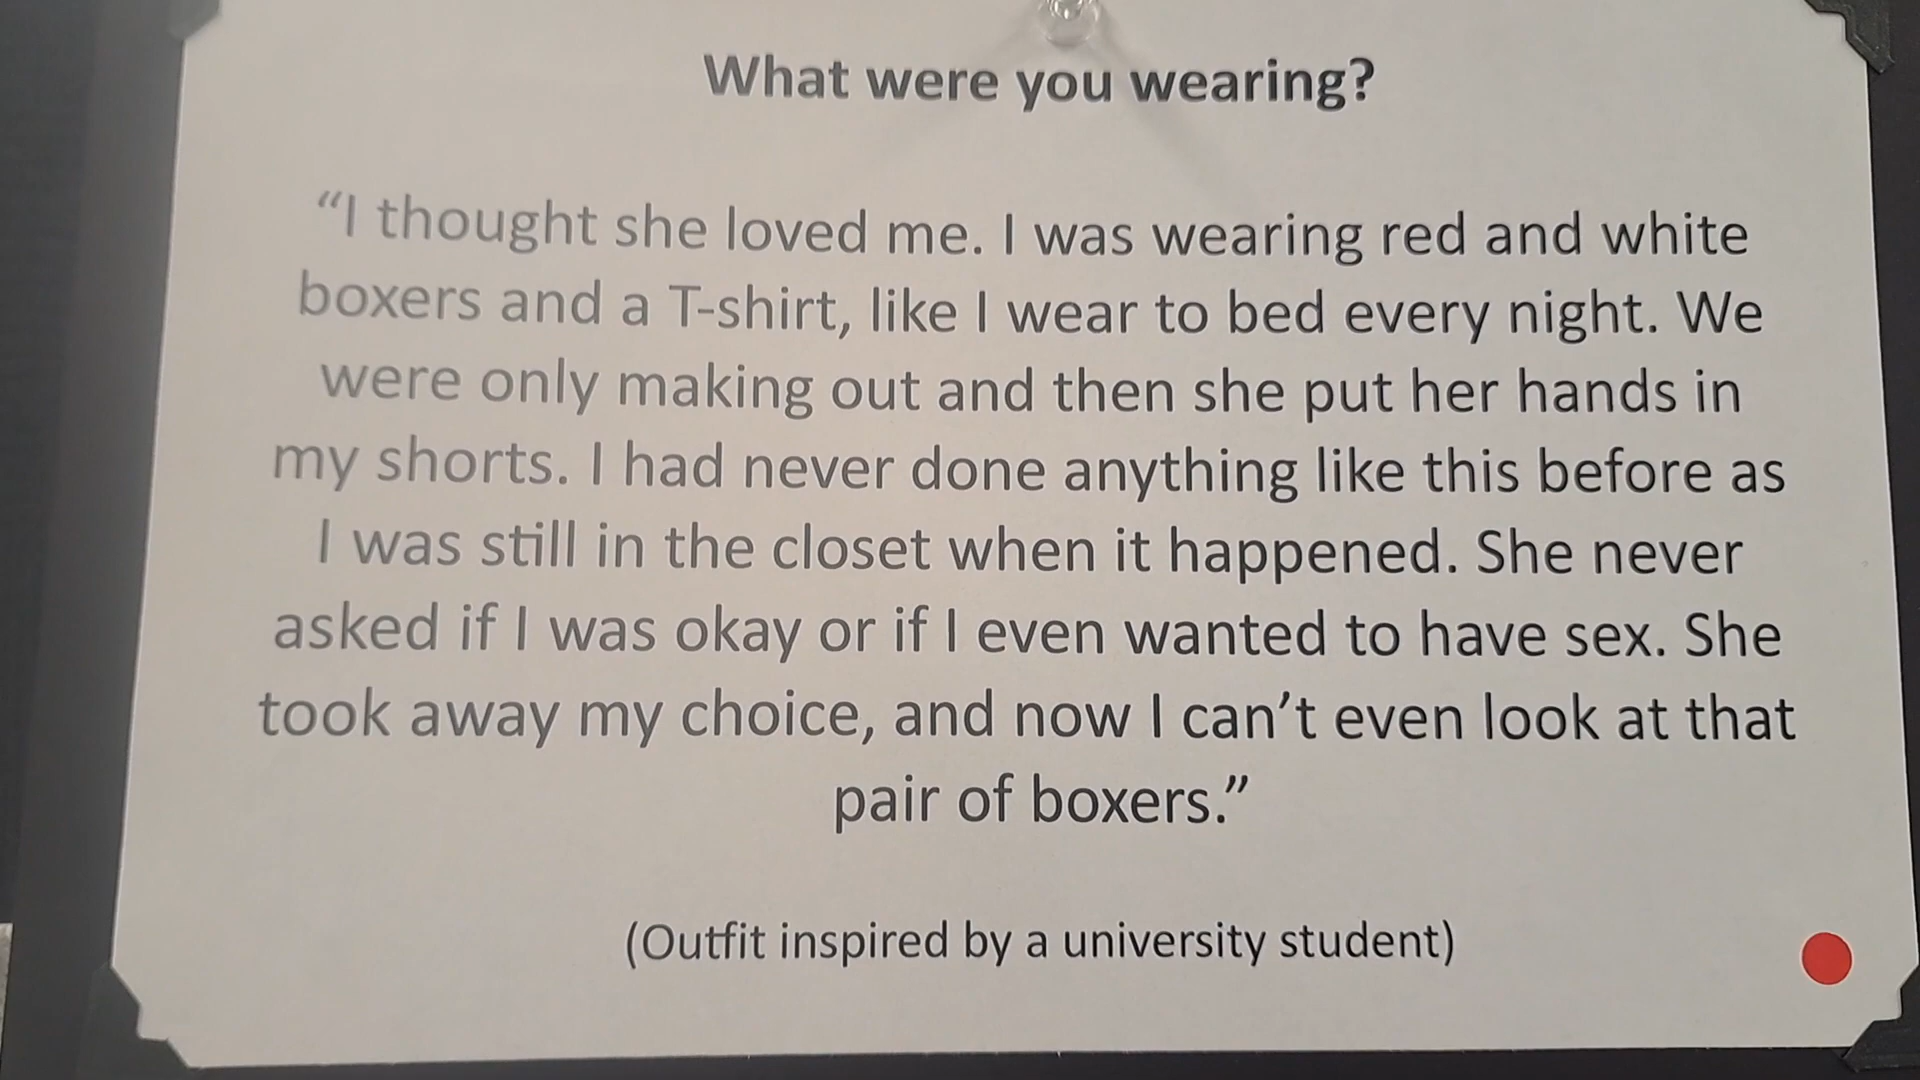 What were you wearing?
“I thought she loved me. I was wearing red and white
boxers and a T-shirt, like I wear to bed every night. We
were only making out and then she put her hands in
my shorts. I had never done anything like this before as
I was still in the closet when it happened. She never
asked if I was okay or if I even wanted to have sex. She
took away my choice, and now I can’t even look at that
pair of boxers.”
(Outfit inspired by a university student)